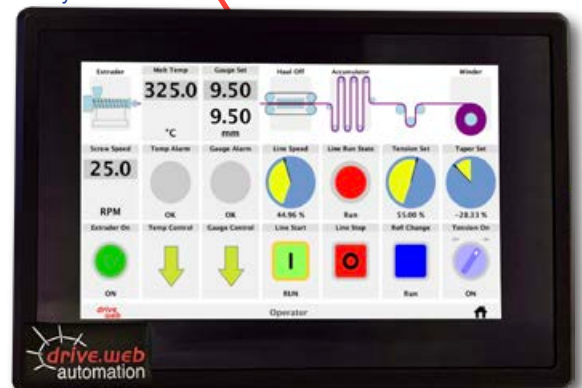 Extruder Melt Temp Gauge Set Haul Off Accumulator Winder
325.0 9.50
9.50
°C mm
Screw Speed Temp Alarm Gauge Alarm Line Speed Line Run State Tension Set Taper Set
25.0
RPM OK OK 44.96 % Run 55.00 % -28.33 %
Extruder On Temp Control Gauge Control Line Start Line Stop Roll Change Tension On
I O
ON RUN Run ON
drive.web Operator
drive.web
automation